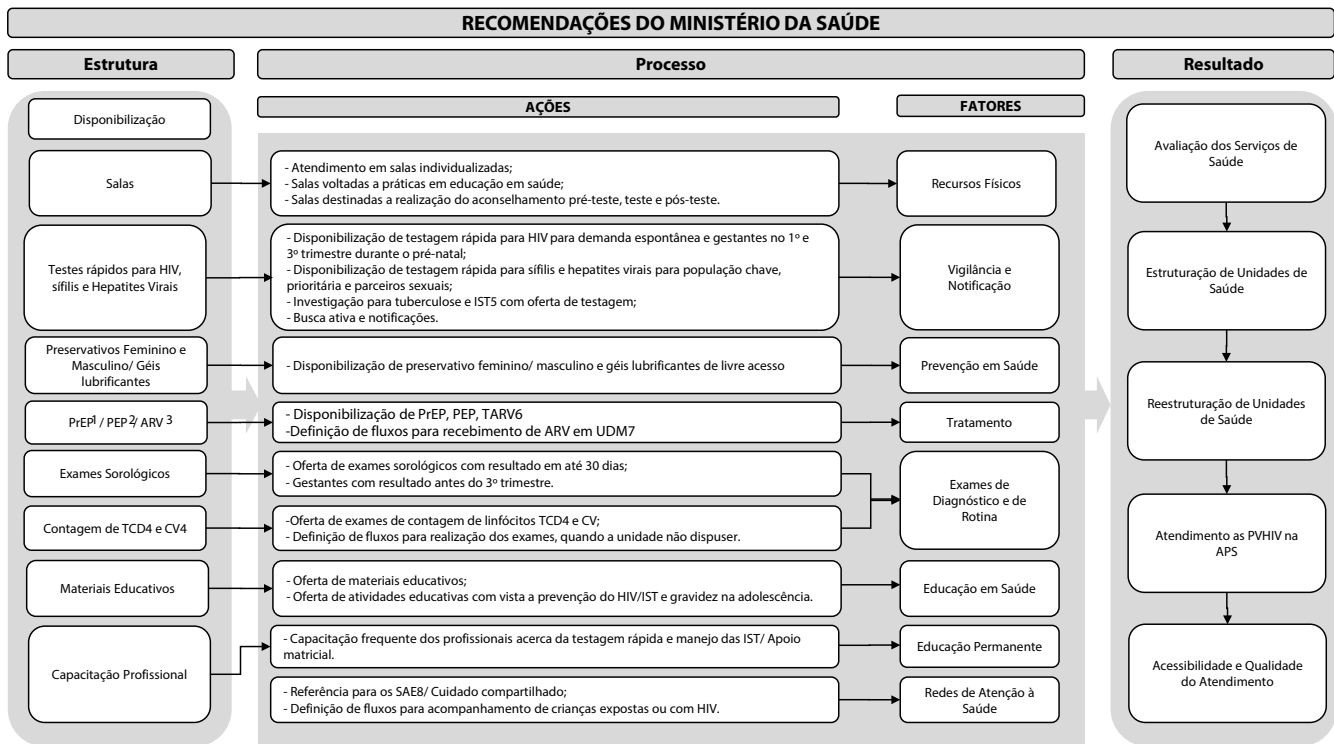 RECOMENDAÇÕES DO MINISTÉRIO DA SAÚDE
Estrutura
Processo
Resultado
AÇÕES
FATORES
Disponibilização
Salas
- Atendimento em salas individualizadas;
- Salas voltadas a práticas em educação em saúde;
- Salas destinadas a realização do aconselhamento pré-teste, teste e pós-teste.
Recursos Físicos
Testes rápidos para HIV,
sífilis e Hepatites Virais
- Disponibilização de testagem rápida para HIV para demanda espontânea e gestantes no 1º e
3º trimestre durante o pré-natal;
- Disponibilização de testagem rápida para sífilis e hepatites virais para população chave,
prioritária e parceiros sexuais;
- Investigação para tuberculose e IST5 com oferta de testagem;
- Busca ativa e notificações.
Vigilância e
Notificação
Preservativos Feminino e
Masculino/ Géis
lubrificantes
- Disponibilização de preservativo feminino/ masculino e géis lubrificantes de livre acesso
Prevenção em Saúde
PrEP1 / PEP2/ ARV 3
- Disponibilização de PrEP, PEP, TARV6
-Definição de fluxos para recebimento de ARV em UDM7
Tratamento
Exames Sorológicos
- Oferta de exames sorológicos com resultado em até 30 dias;
- Gestantes com resultado antes do 3º trimestre.
Contagem de TCD4 e CV4
-Oferta de exames de contagem de linfócitos TCD4 e CV;
- Definição de fluxos para realização dos exames, quando a unidade não dispuser.
Exames de
Diagnóstico e de
Rotina
Materiais Educativos
- Oferta de materiais educativos;
- Oferta de atividades educativas com vista a prevenção do HIV/IST e gravidez na adolescência.
Educação em Saúde
Capacitação Profissional
- Capacitação frequente dos profissionais acerca da testagem rápida e manejo das IST/ Apoio
matricial.
Educação Permanente
- Referência para os SAE8/ Cuidado compartilhado;
- Definição de fluxos para acompanhamento de crianças expostas ou com HIV.
Redes de Atenção à
Saúde
Avaliação dos Serviços de
Saúde
Estruturação de Unidades de
Saúde
Reestruturação de Unidades
de Saúde
Atendimento as PVHIV na
APS
Acessibilidade e Qualidade
do Atendimento